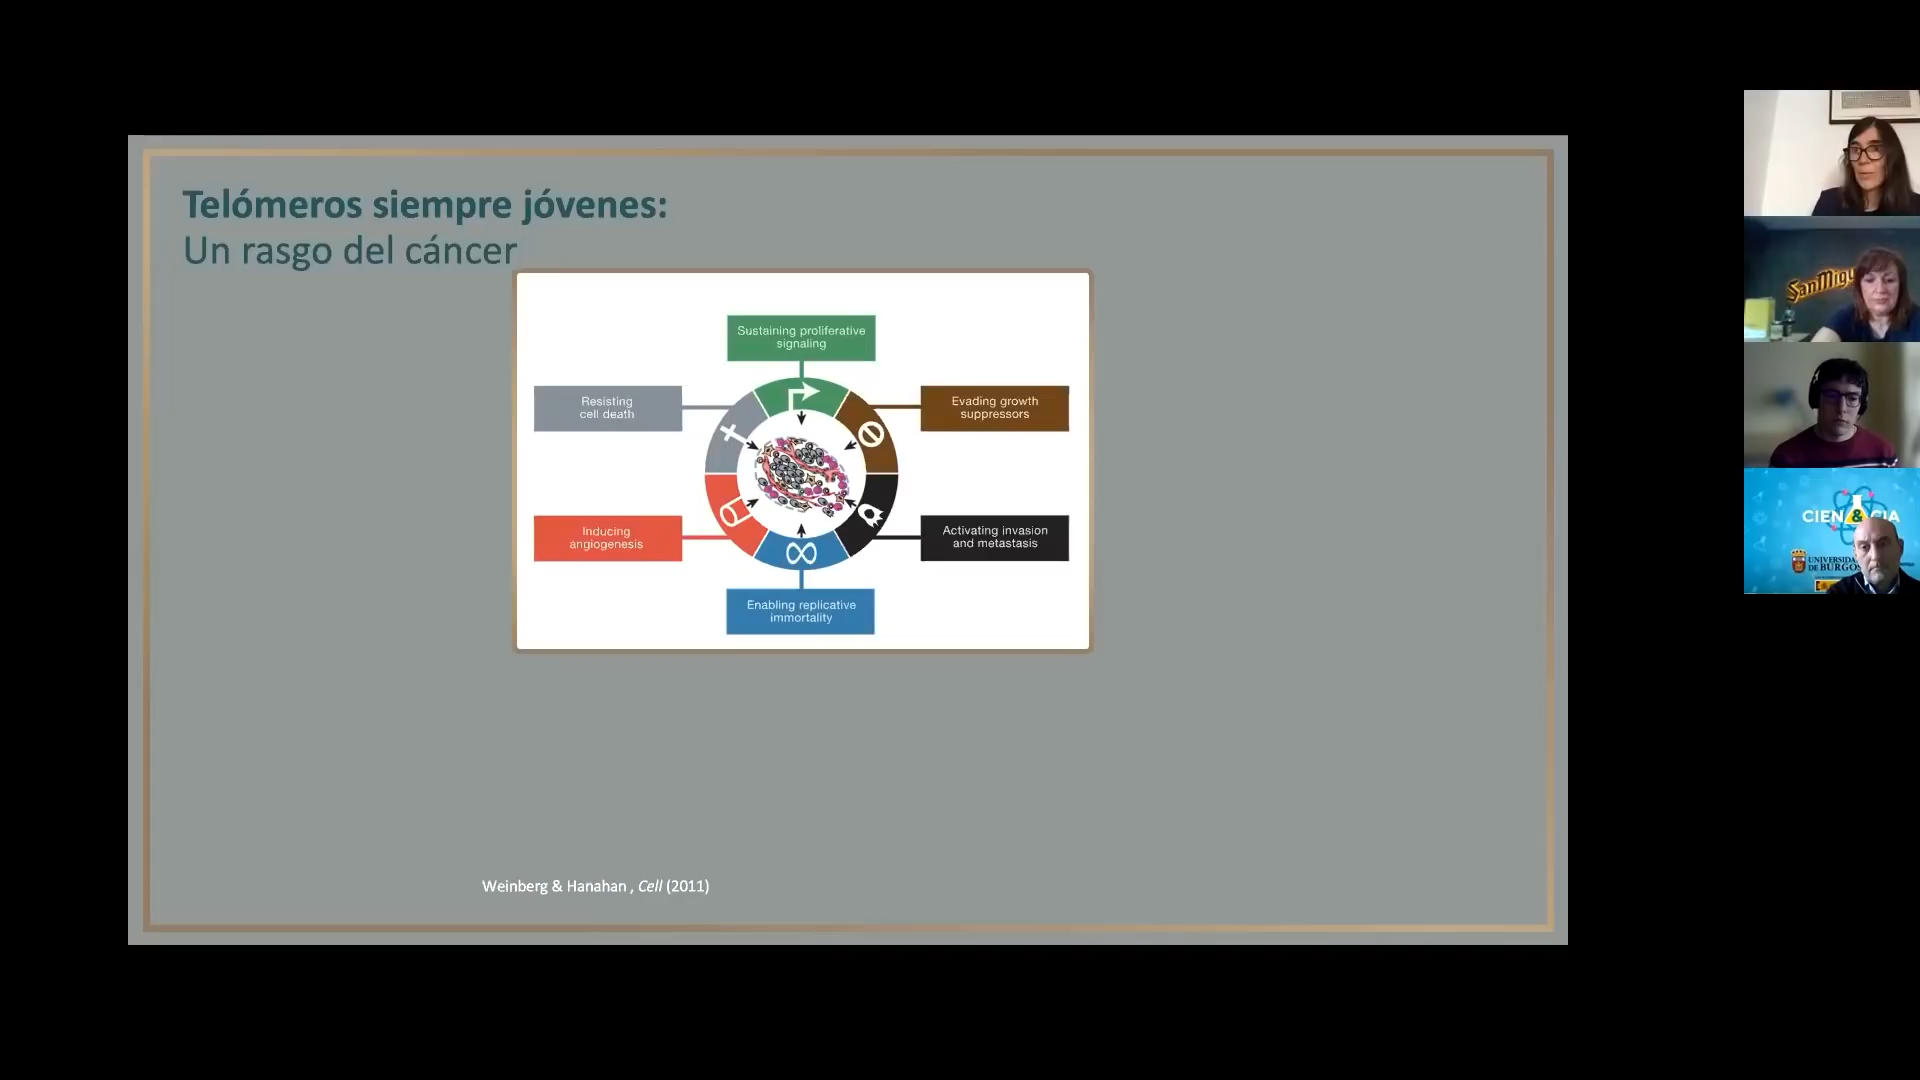 Telómeros siempre jóvenes:
Un rasgo del cáncer
Sustaining proliferative
signaling
Resisting
cell death
Evading growth
suppressors
Inducing
angiogenesis
Activating invasion
and metastasis
Enabling replicative
immortality
Weinberg & Hanahan , Cell (2011)
CIEN&CIA
DE BURGOS